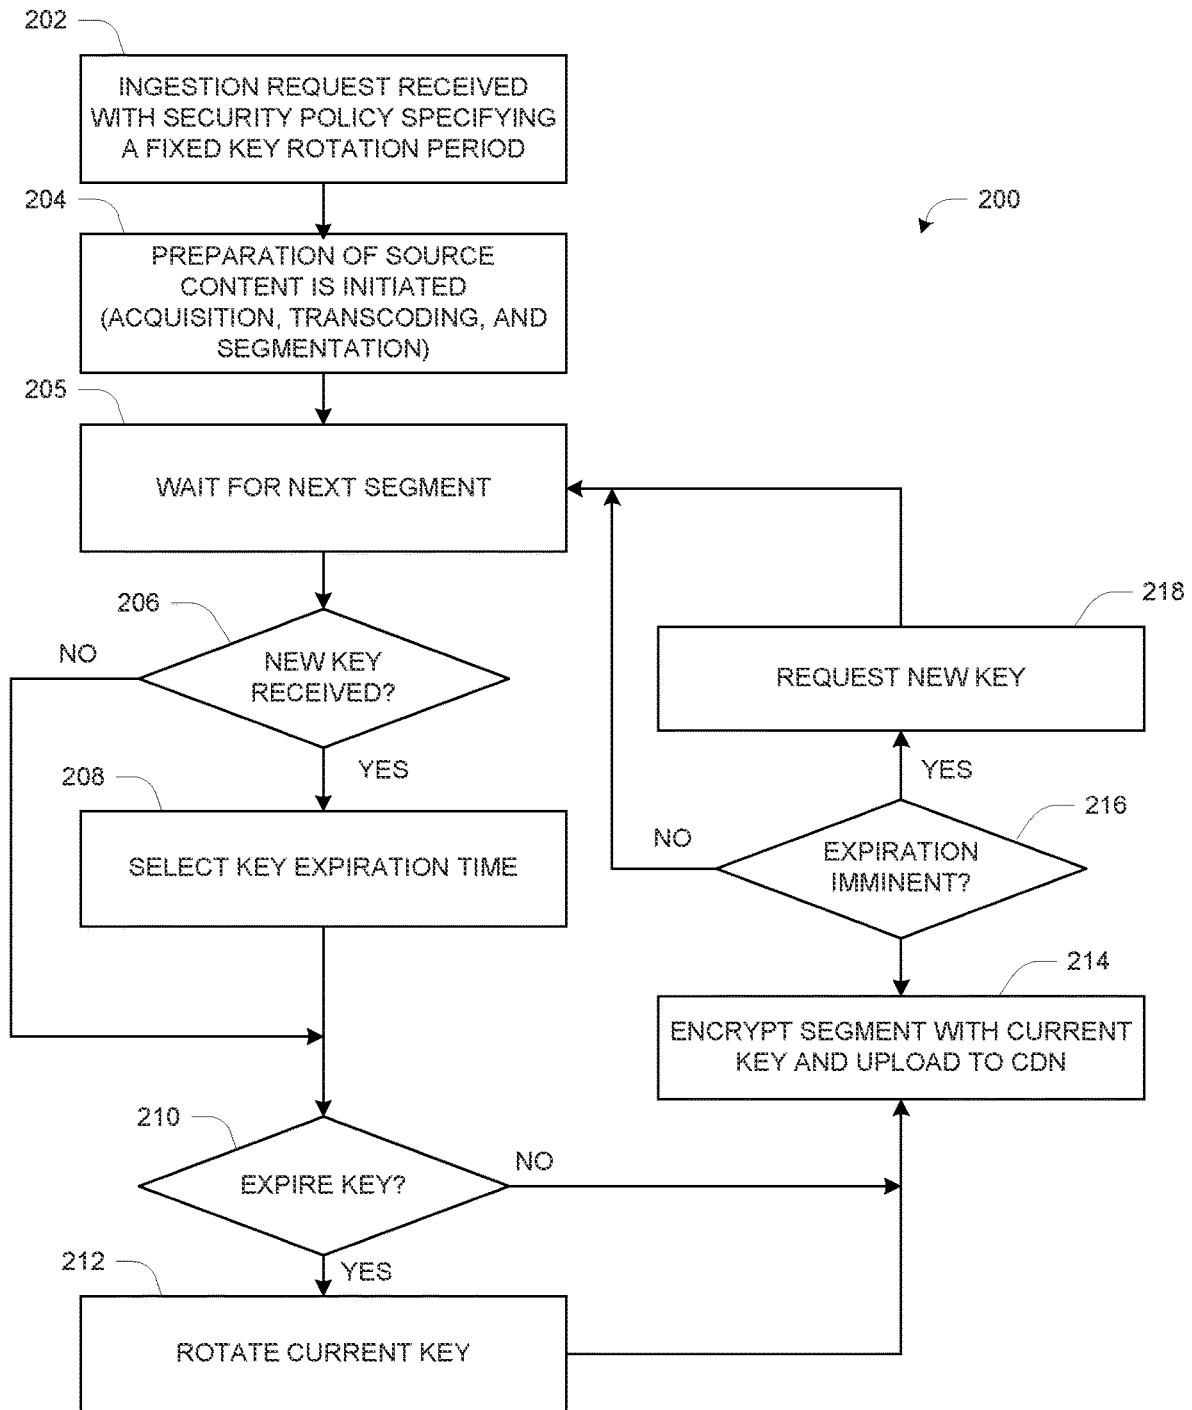 202
INGESTION REQUEST RECEIVED
WITH SECURITY POLICY SPECIFYING
A FIXED KEY ROTATION PERIOD
204
200
PREPARATION OF SOURCE
CONTENT IS INITIATED
(ACQUISITION, TRANSCODING, AND
SEGMENTATION)
205
WAIT FOR NEXT SEGMENT
206
NO
NEW KEY
RECEIVED?
YES
208
SELECT KEY EXPIRATION TIME
210
EXPIRE KEY?
NO
YES
212
ROTATE CURRENT KEY
214
ENCRYPT SEGMENT WITH CURRENT
KEY AND UPLOAD TO CDN
216
EXPIRATION
IMMINENT?
NO
YES
218
REQUEST NEW KEY